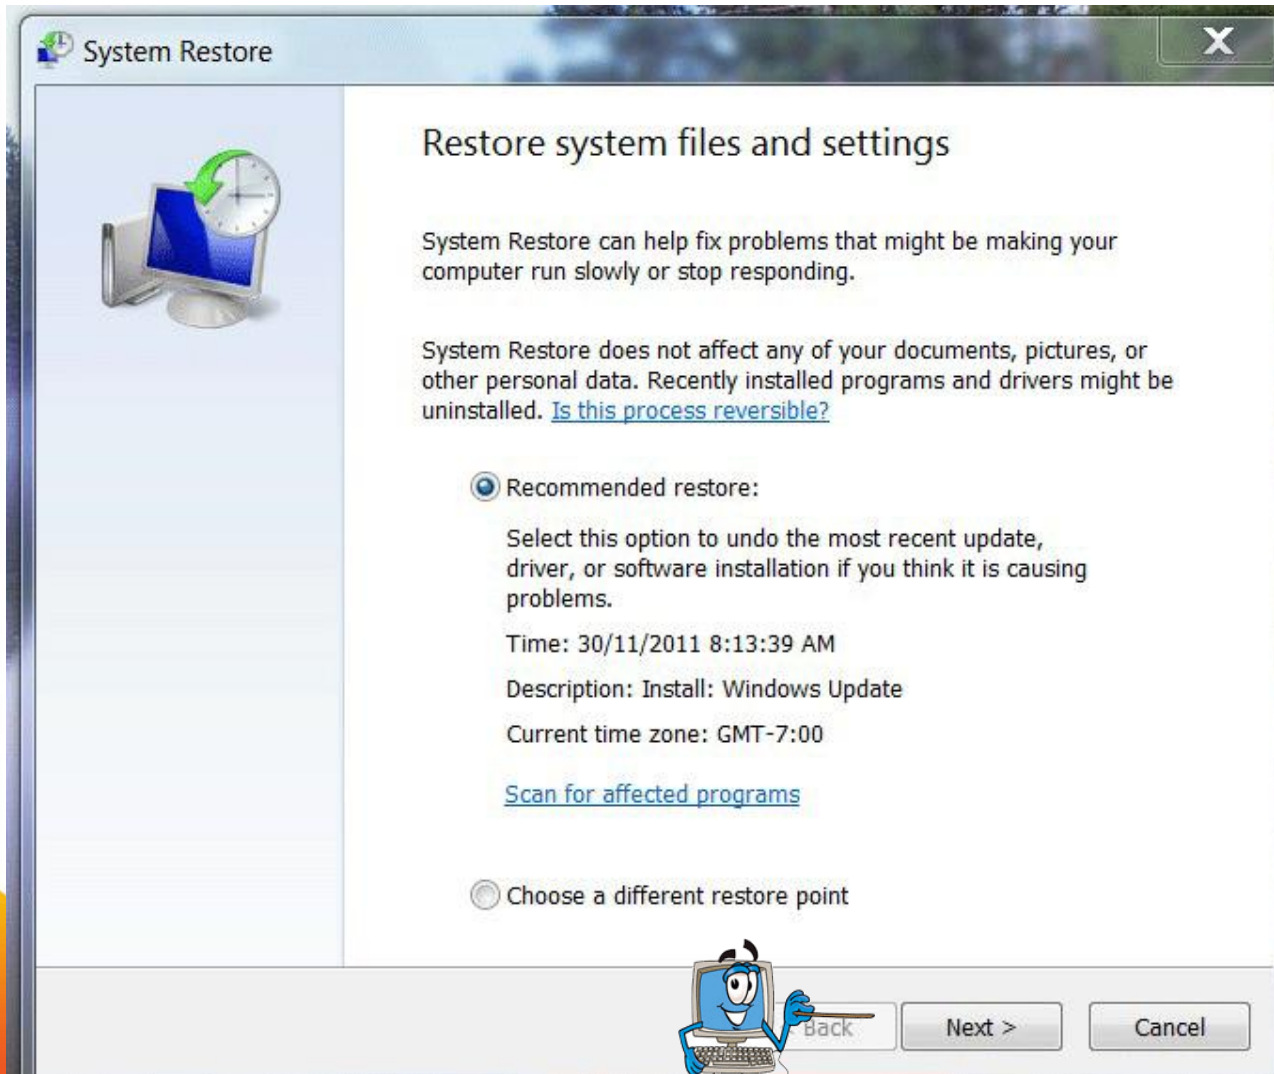 System Restore
Restore system files and settings
System Restore can help fix problems that might be making your
computer run slowly or stop responding.
System Restore does not affect any of your documents, pictures, or
other personal data. Recently installed programs and drivers might be
uninstalled. Is this process reversible?
Recommended restore:
Select this option to undo the most recent update,
driver, or software installation if you think it is causing
problems.
Time: 30/11/2011 8:13:39 AM
Description: Install: Windows Update
Current time zone: GMT-7:00
Scan for affected programs
Choose a different restore point
Back Next > Cancel